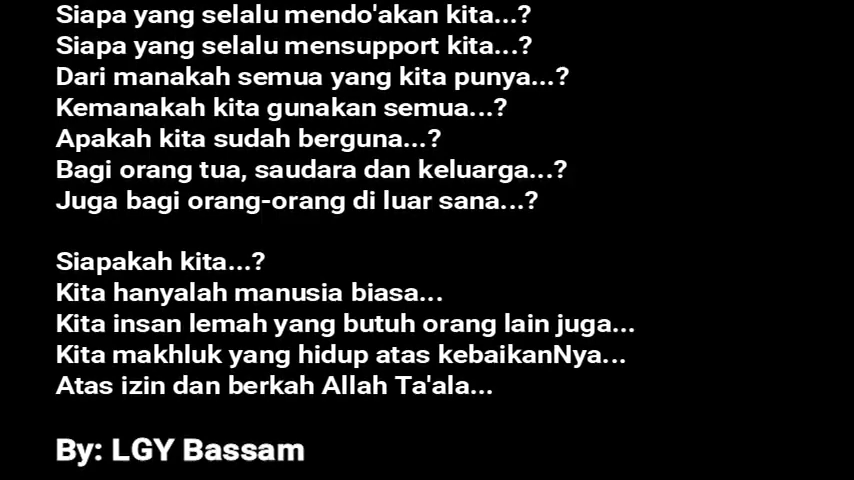 Siapa yang selalu mendo'akan kita...?
Siapa yang selalu mensupport kita...?
Dari manakah semua yang kita punya...?
Kemanakah kita gunakan semua...?
Apakah kita sudah berguna...?
Bagi orang tua, saudara dan keluarga...?
Juga bagi orang-orang di luar sana...?

Siapakah kita...?
Kita hanyalah manusia biasa...
Kita insan lemah yang butuh orang lain juga...
Kita makhluk yang hidup atas kebaikanNya...
Atas izin dan berkah Allah Ta'ala...

By: LGY Bassam